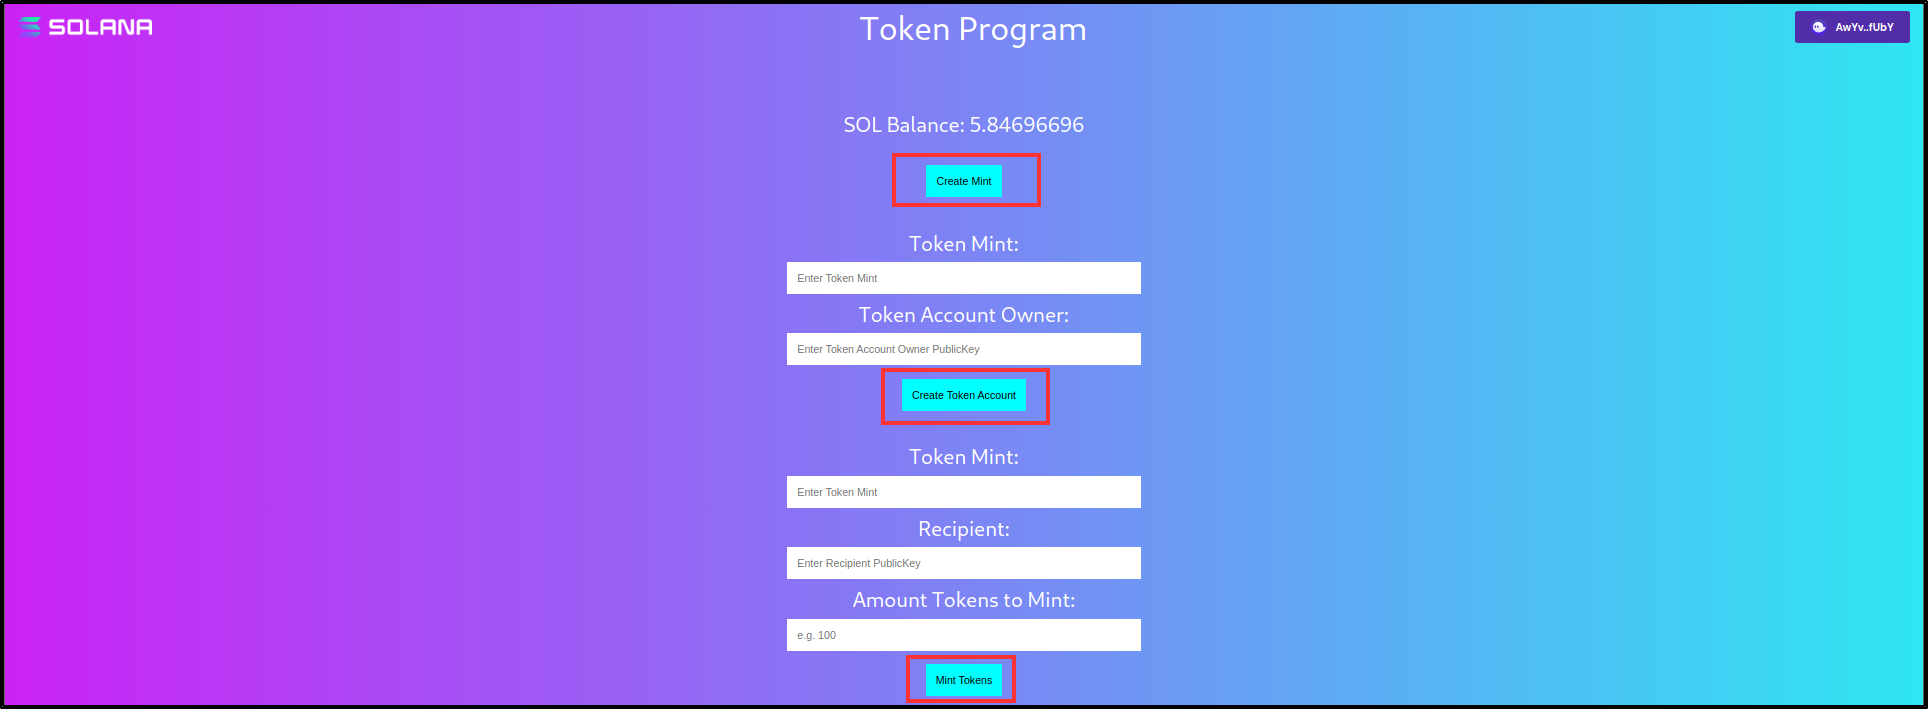 SOLANA
Token Program
AwYv..fUbY
SOL Balance: 5.84696696
Create Mint
Token Mint:
Enter Token Mint
Token Account Owner:
Enter Token Account Owner PublicKey
Create Token Account
Token Mint:
Enter Token Mint
Recipient:
Enter Recipient PublicKey
Amount Tokens to Mint:
e.g. 100
Mint Tokens